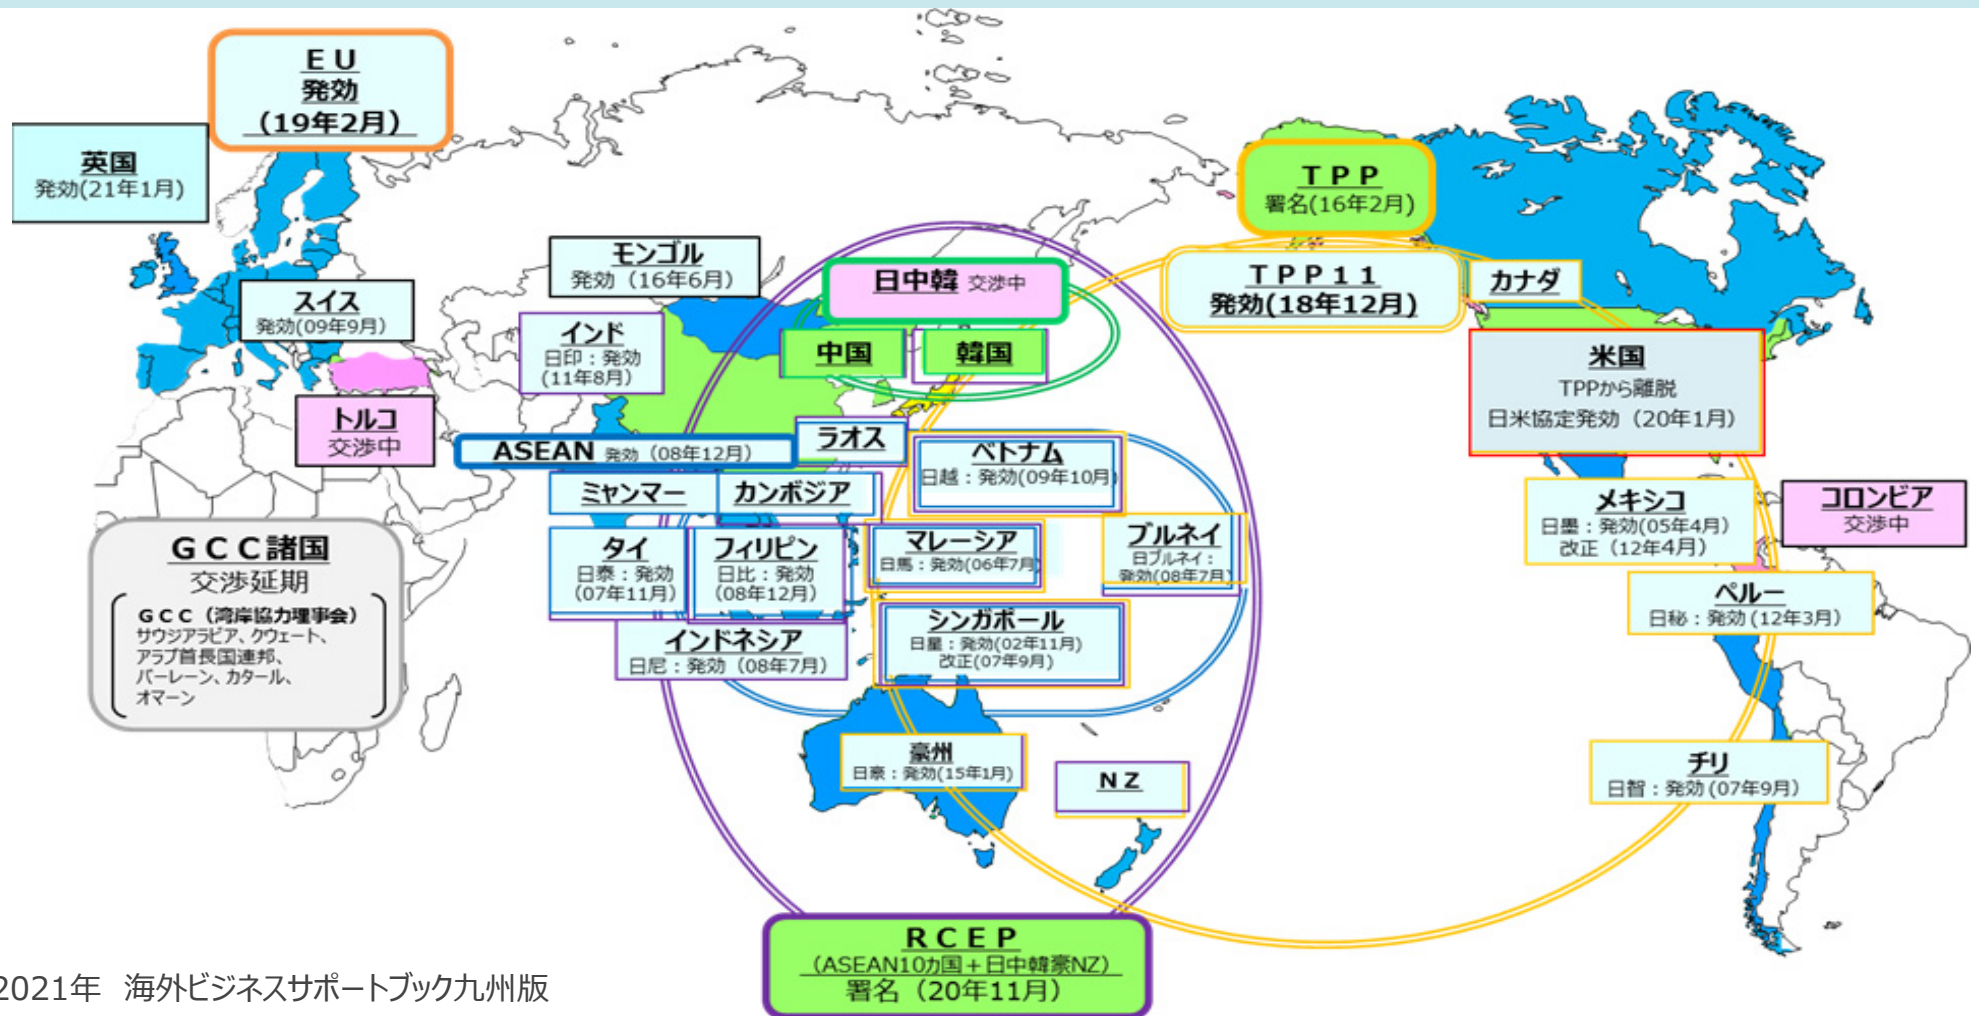 ＥＵ
発効
（19年2月）
英国
発効(21年1月)
スイス
発効(09年9月)
トルコ
交渉中
ＧＣＣ諸国
交渉延期
ＧＣＣ（湾岸協力理事会）
サウジアラビア、クウェート、
アラブ首長国連邦、
バーレーン、カタール、
オマーン
モンゴル
発効（16年6月）
インド
日印：発効
(11年8月)
日中韓 交渉中
中国
韓国
ASEAN 発効（08年12月）
ラオス
ミャンマー
カンボジア
ベトナム
日越：発効(09年10月)
タイ
日泰：発効
(07年11月)
フィリピン
日比：発効
(08年12月)
マレーシア
日馬：発効(06年7月)
ブルネイ
日ブルネイ：
発効(08年7月)
インドネシア
日尼：発効（08年7月）
シンガポール
日星：発効(02年11月)
改正(07年9月)
豪州
日豪：発効(15年1月)
ＮＺ
ＴＰＰ
署名(16年2月)
ＴＰＰ１１
発効(18年12月)
カナダ
米国
TPPから離脱
日米協定発効（20年1月）
メキシコ
日墨：発効(05年4月)
改正（12年4月）
コロンビア
交渉中
ペルー
日秘：発効(12年3月)
チリ
日智：発効(07年9月)
ＲＣＥＰ
（ASEAN10カ国＋日中韓豪NZ）
署名（20年11月）
2021年 海外ビジネスサポートブック九州版